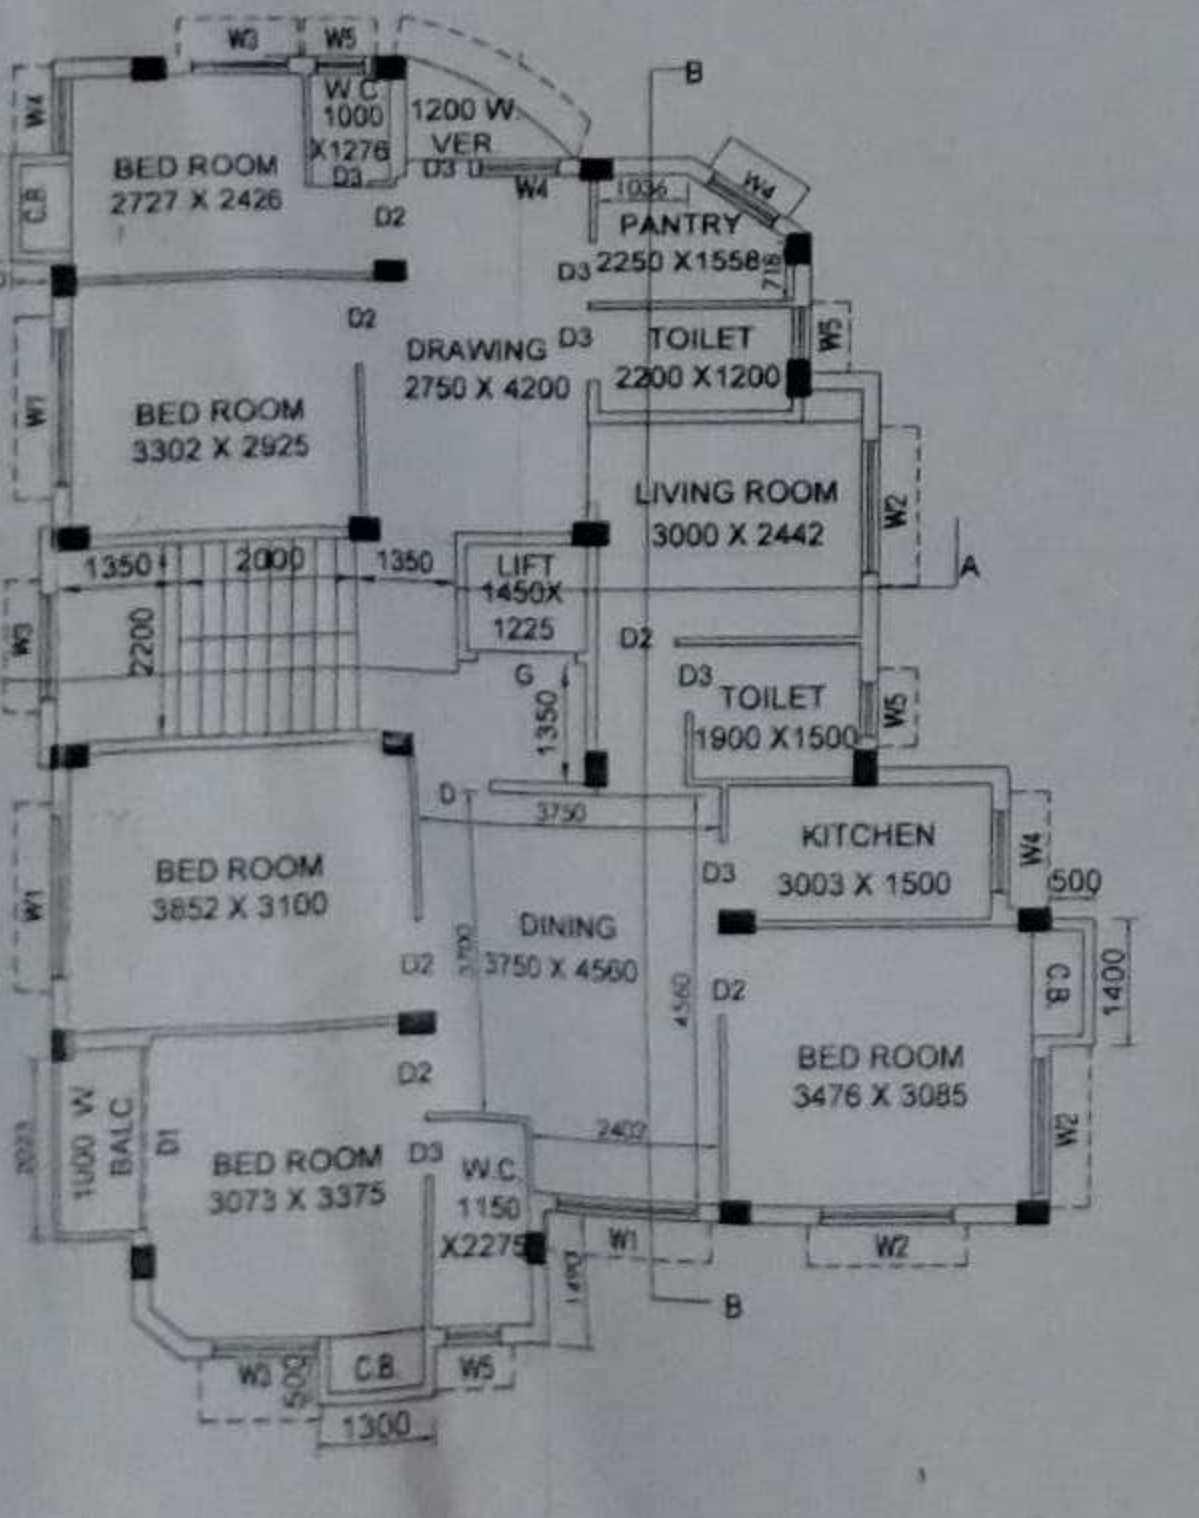 W3
W5
B
W4
W.C
1000
X1276
1200 W.
VER
BED ROOM
2727 X 2426
D3
D3
W4
W4
1036
C.B
D2
PANTRY
2250 X1558
718
D3
D2
D3
TOILET
2200 X1200
W5
DRAWING
2750 X 4200
W1
BED ROOM
3302 X 2925
LIVING ROOM
3000 X 2442
W2
1350
2000
1350
LIFT
1450X
1225
A
W3
2200
D2
G
D3
TOILET
1900 X1500
W5
1350
D
3750
KITCHEN
3003 X 1500
W4
BED ROOM
3852 X 3100
D3
500
W1
DINING
3750 X 4560
3700
4560
D2
D2
C.B.
1400
D2
BED ROOM
3476 X 3085
1000 W
BALC
D1
2402
W2
BED ROOM
3073 X 3375
D3
W.C.
1150
X2275
W1
W2
1490
B
W3
500
C.B.
W5
1300